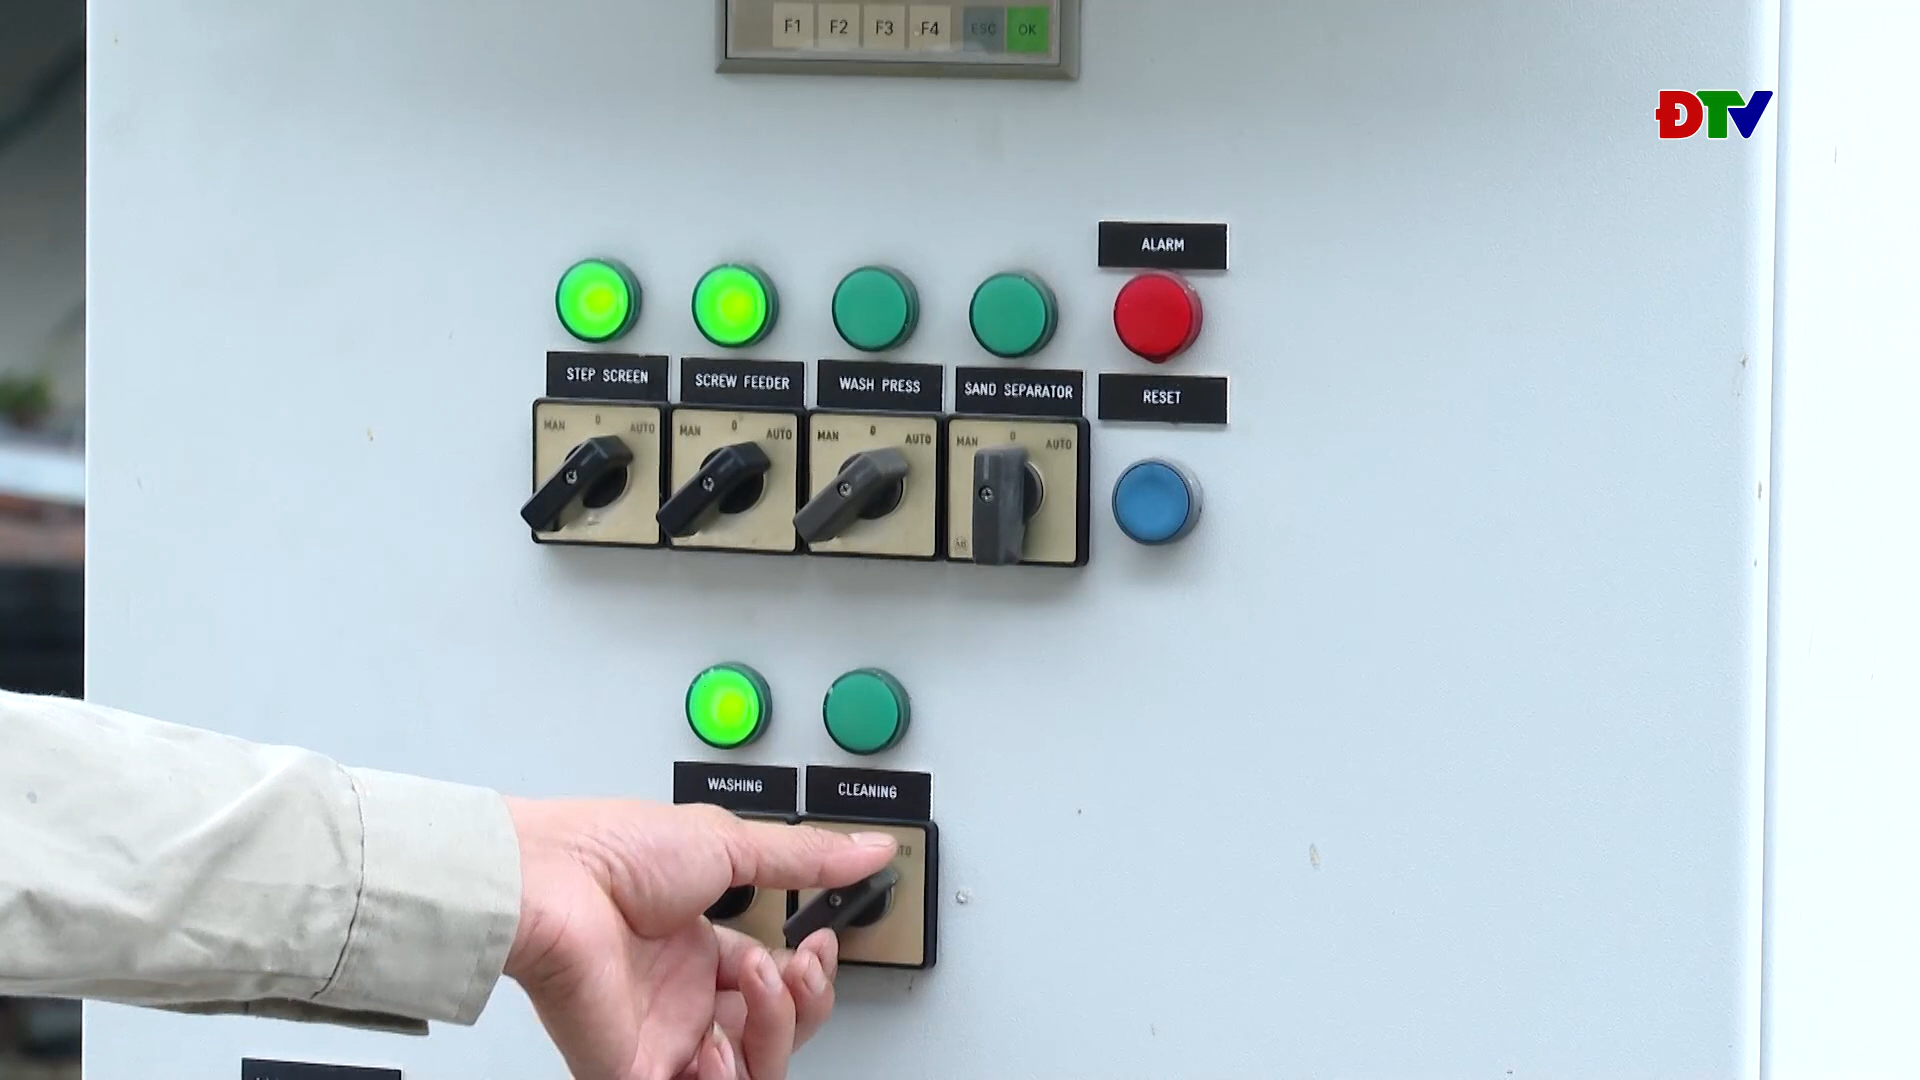 F1 F2 F3 F4 ESC OK
ĐTV
ALARM
STEP SCREEN
SCREW FEEDER
WASH PRESS
SAND SEPARATOR
RESET
MAN 0 AUTO
MAN 0 AUTO
MAN 0 AUTO
MAN 0 AUTO
AB
WASHING
CLEANING